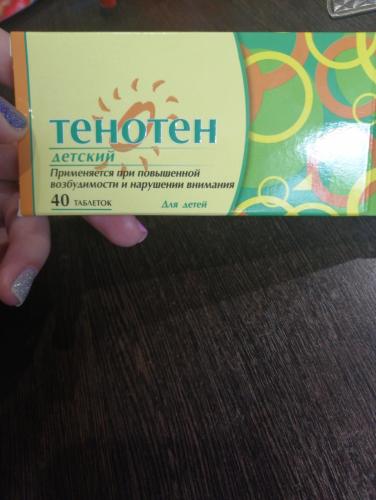 ТЕНОТЕН
детский
Применяется при повышенной
возбудимости и нарушении внимания
40 ТАБЛЕТОК
Для детей